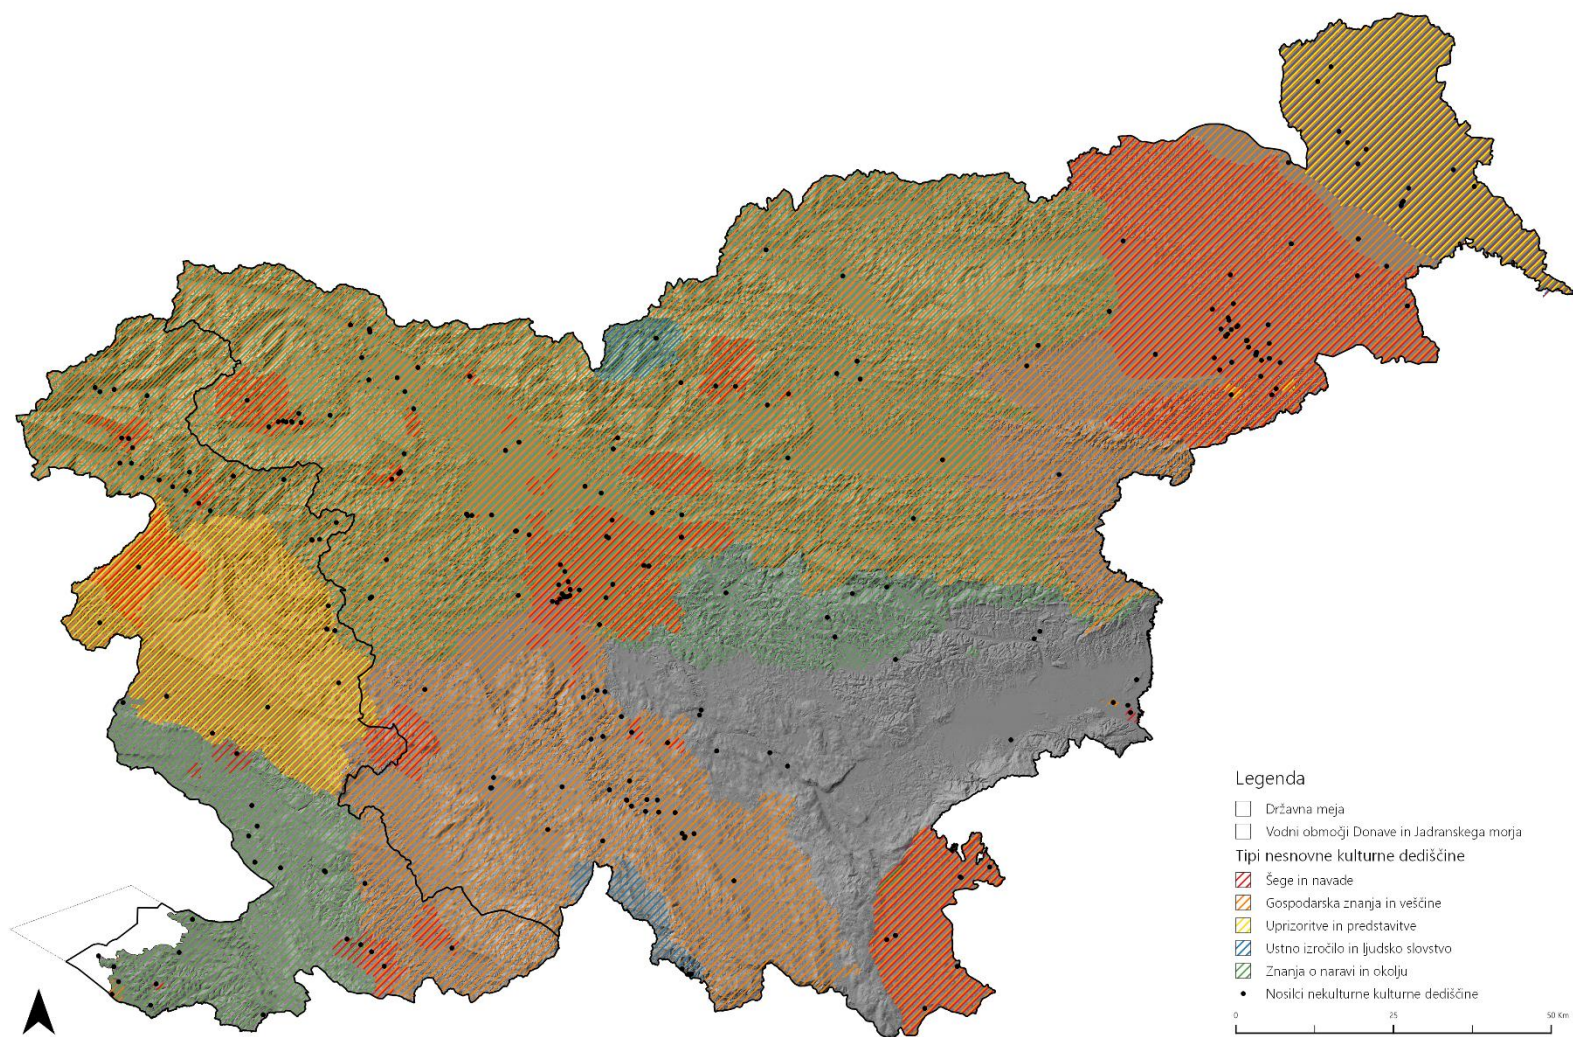 Legenda
Državna meja
Vodni območji Donave in Jadranskega morja
Tipi nesnovne kulturne dediščine
Šege in navade
Gospodarska znanja in veščine
Uprizoritve in predstavitve
Ustno izročilo in ljudsko slovstvo
Znanja o naravi in okolju
Nosilci nekulturne kulturne dediščine
0 25 50 Km